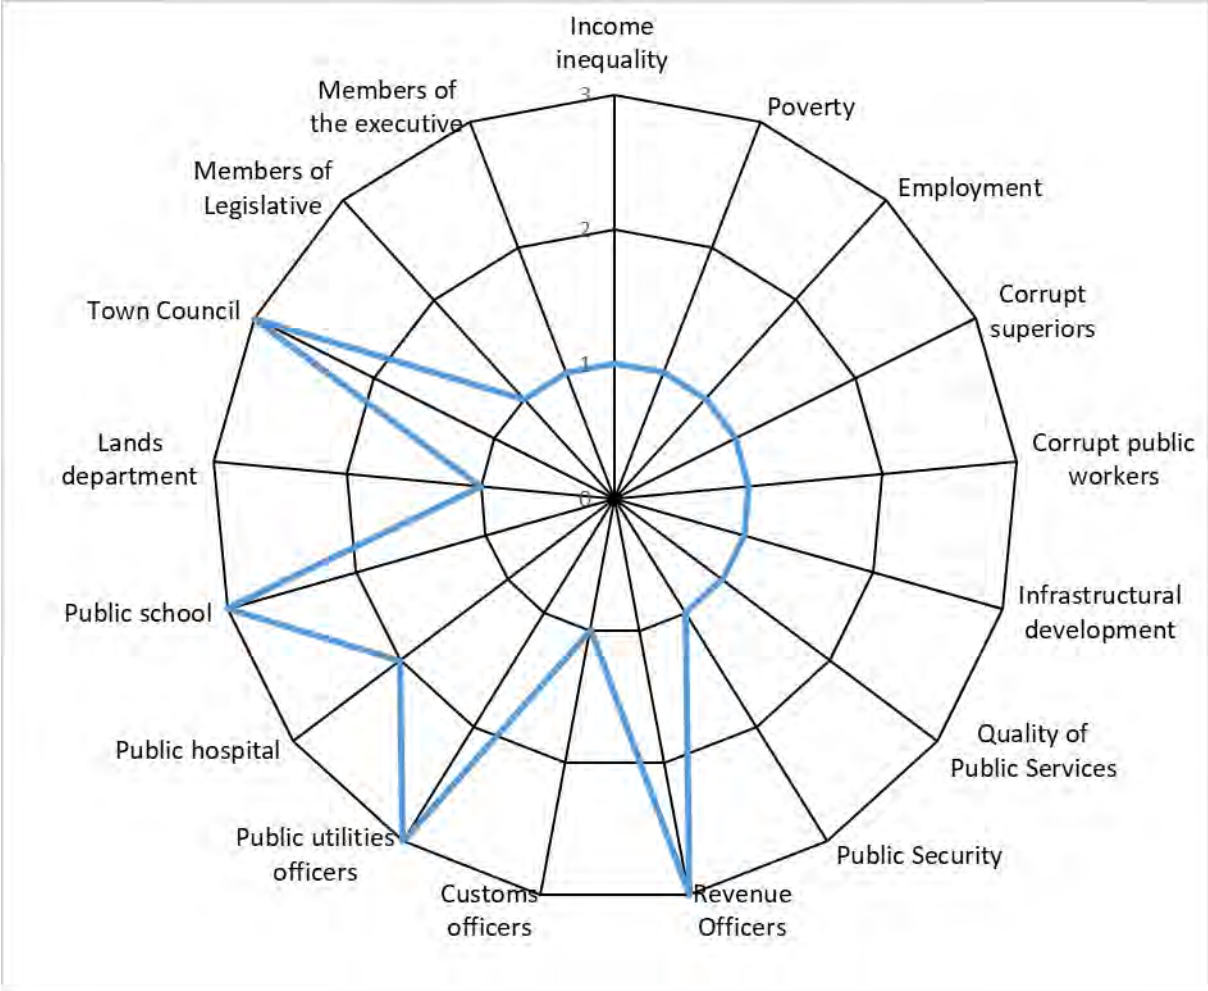 Income
inequality
Poverty
Employment
Corrupt
superiors
Corrupt public
workers
Infrastructural
development
Quality of
Public Services
Public Security
Revenue
Officers
Customs
officers
Public utilities
officers
Public hospital
Public school
Lands
department
Town Council
Members of
Legislative
Members of
the executive
3
2
1
0